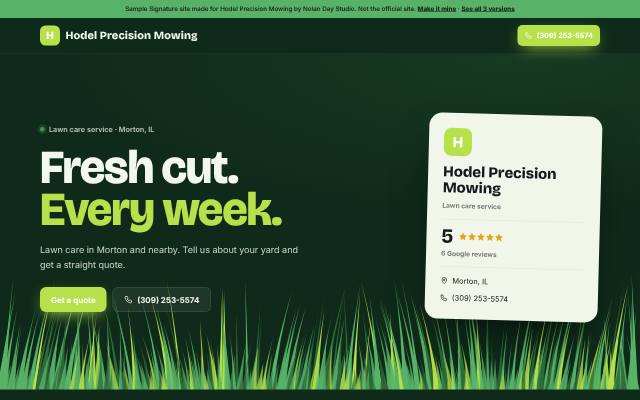 Sample Signature site made for Hodel Precision Mowing by Nolan Day Studio. Not the official site. Make it mine · See all 3 versions
H Hodel Precision Mowing
(309) 253-5574
Lawn care service · Morton, IL
Fresh cut.
Every week.
Lawn care in Morton and nearby. Tell us about your yard and
get a straight quote.
Get a quote
(309) 253-5574
H
Hodel Precision
Mowing
Lawn care service
5 ★★★★★
6 Google reviews
Morton, IL
(309) 253-5574